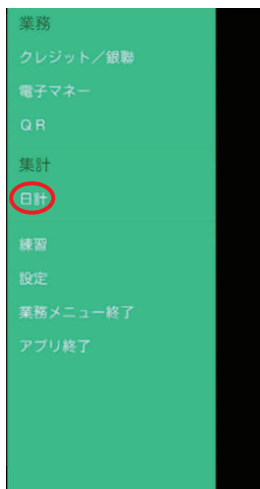 業務
クレジット／銀聯
電子マネー
ＱＲ
集計
日計
練習
設定
業務メニュー終了
アプリ終了